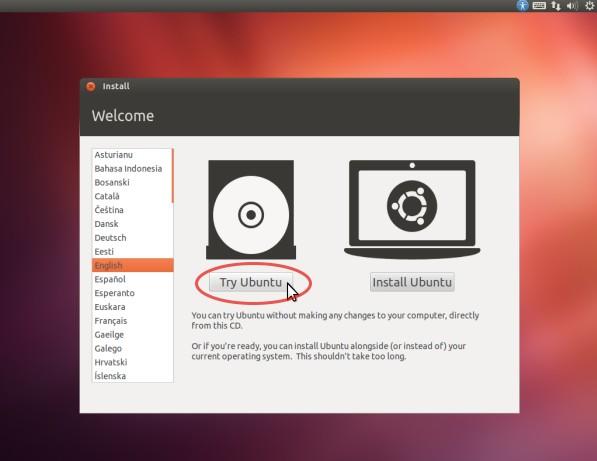 Install
Welcome
Asturianu
Bahasa Indonesia
Bosanski
Català
Čeština
Dansk
Deutsch
Eesti
English
Español
Esperanto
Euskara
Français
Gaeilge
Galego
Hrvatski
Íslenska
Try Ubuntu
Install Ubuntu
You can try Ubuntu without making any changes to your computer, directly
from this CD.
Or if you're ready, you can install Ubuntu alongside (or instead of) your
current operating system. This shouldn't take too long.